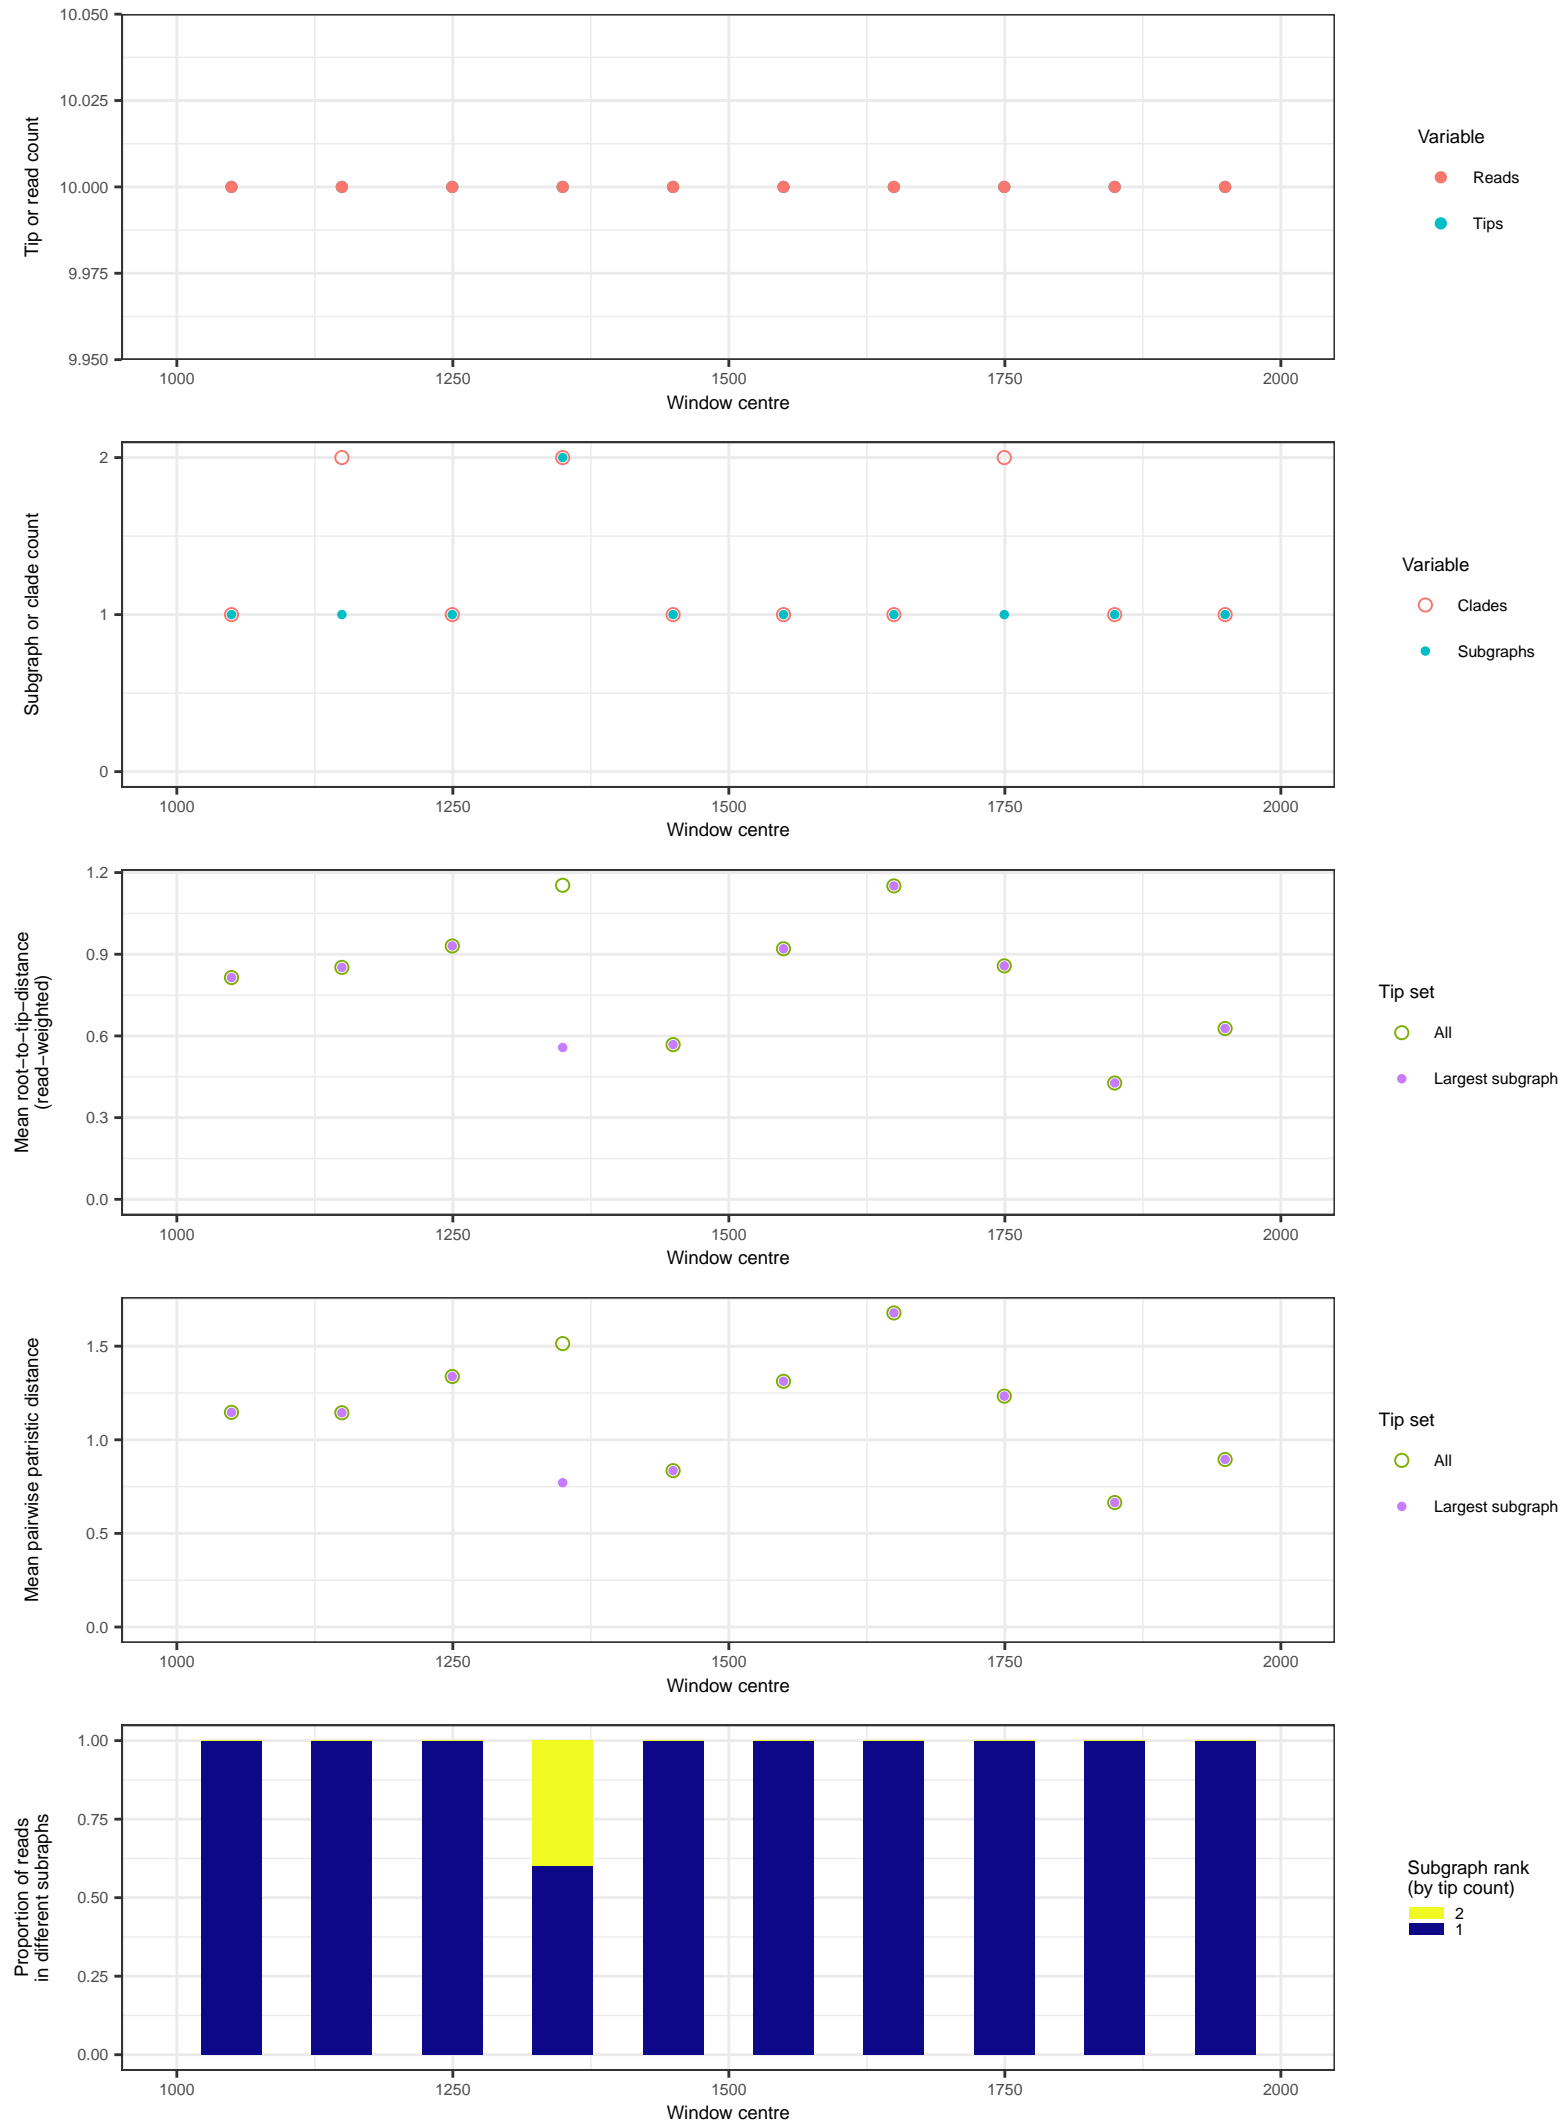 Tip or read count
10.050
10.025
10.000
9.975
9.950
1000 1250 1500 1750 2000
Window centre
Variable
Reads
Tips
Subgraph or clade count
2
1
0
1000 1250 1500 1750 2000
Window centre
Variable
Clades
Subgraphs
Mean root−to−tip−distance
(read−weighted)
1.2
0.9
0.6
0.3
0.0
1000 1250 1500 1750 2000
Window centre
Tip set
All
Largest subgraph
Mean pairwise patristic distance
1.5
1.0
0.5
0.0
1000 1250 1500 1750 2000
Window centre
Tip set
All
Largest subgraph
Proportion of reads
in different subraphs
1.00
0.75
0.50
0.25
0.00
1000 1250 1500 1750 2000
Window centre
Subgraph rank
(by tip count)
2
1